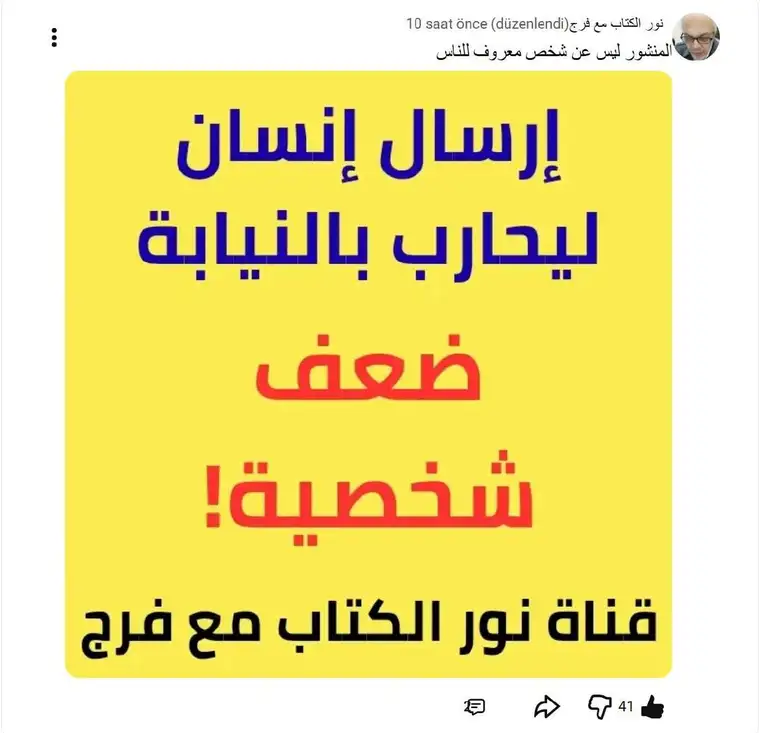 نور الكتاب مع فرج 10 saat önce (düzenlendi)
المنشور ليس عن شخص معروف للناس
إرسال إنسان
ليحارب بالنيابة
ضعف
شخصية!
قناة نور الكتاب مع فرج
41